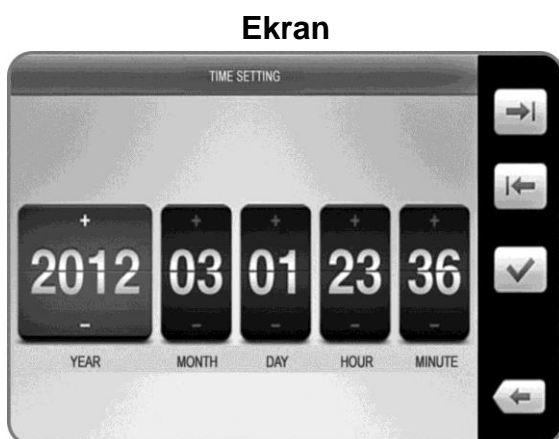 Ekran
TIME SETTING
+ + + + +
2012 03 01 23 36
- - - - -
YEAR MONTH DAY HOUR MINUTE